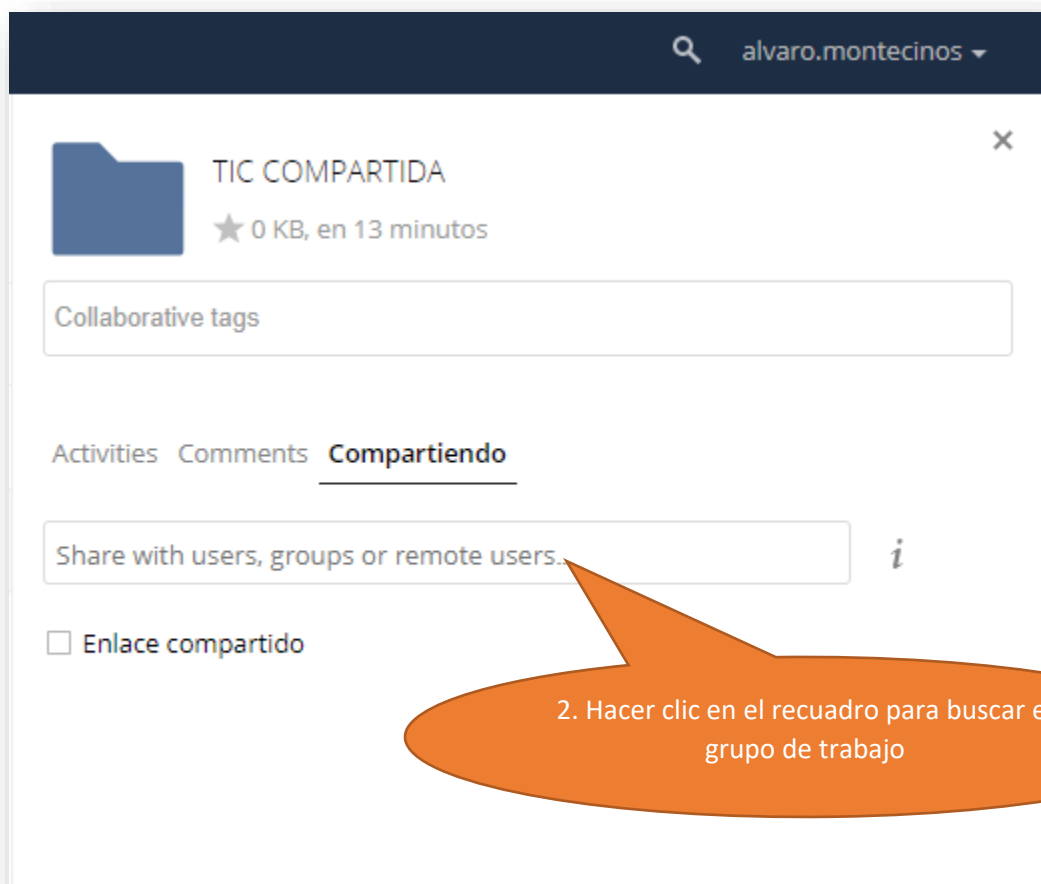 alvaro.montecinos
TIC COMPARTIDA
0 KB, en 13 minutos
Collaborative tags
Activities Comments Compartiendo
Share with users, groups or remote users...
i
Enlace compartido
2. Hacer clic en el recuadro para buscar
grupo de trabajo